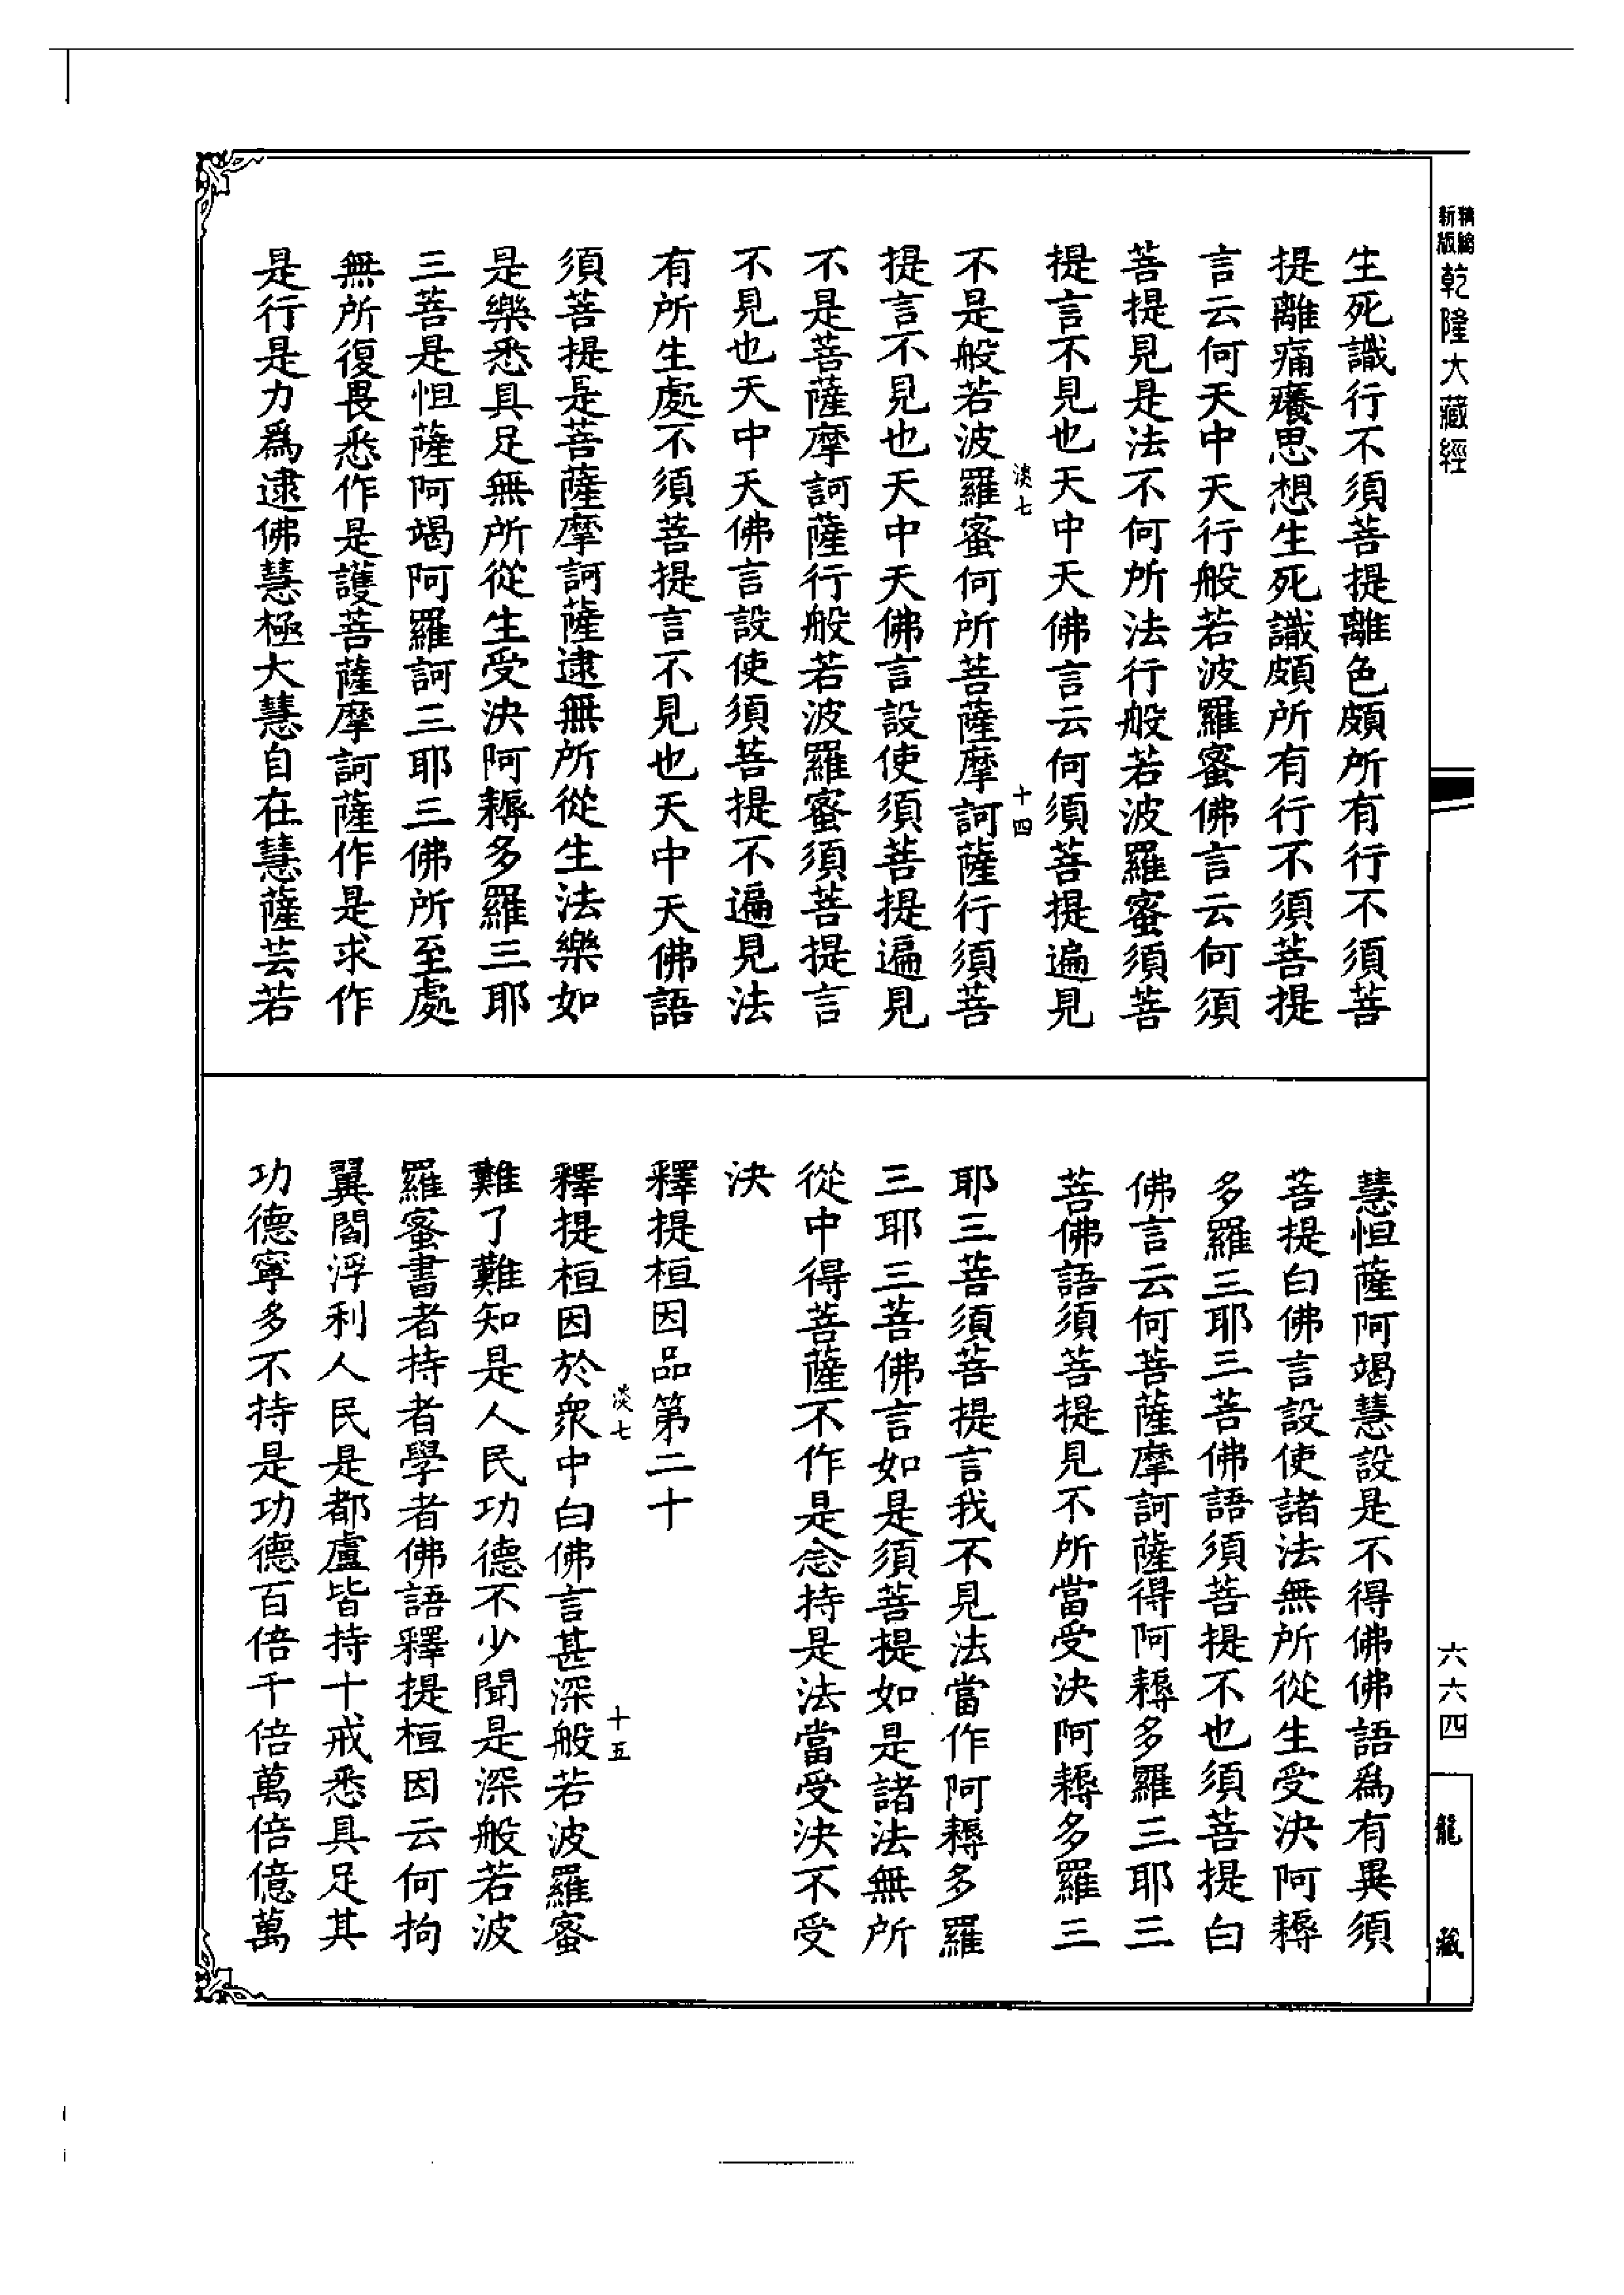 精縮新版乾隆大藏經
六六四
龍藏
生死識行不須菩提離色頗所有行不須菩
提離痛癢思想生死識頗所有行不須菩提
言云何天中天行般若波羅蜜佛言云何須
菩提見是法不何所法行般若波羅蜜須菩
提言不見也天中天佛言云何須菩提遍見
淡七 十四
不是般若波羅蜜何所菩薩摩訶薩行須菩
提言不見也天中天佛言設使須菩提遍見
不是菩薩摩訶薩行般若波羅蜜須菩提言
不見也天中天佛言設使須菩提不遍見法
有所生處不須菩提言不見也天中天佛語
須菩提是菩薩摩訶薩逮無所從生法樂如
是樂悉具足無所從生受決阿耨多羅三耶
三菩是怛薩阿竭阿羅訶三耶三佛所至處
無所復畏悉作是護菩薩摩訶薩作是求作
是行是力爲逮佛慧極大慧自在慧薩芸若
慧怛薩阿竭慧設是不得佛佛語爲有異須
菩提白佛言設使諸法無所從生受決阿耨
多羅三耶三菩佛語須菩提不也須菩提白
佛言云何菩薩摩訶薩得阿耨多羅三耶三
菩佛語須菩提見不所當受決阿耨多羅三
耶三菩須菩提言我不見法當作阿耨多羅
三耶三菩佛言如是須菩提如是諸法無所
從中得菩薩不作是念持是法當受決不受
決
釋提桓因品第二十
淡七 十五
釋提桓因於衆中白佛言甚深般若波羅蜜
難了難知是人民功德不少聞是深般若波
羅蜜書者持者學者佛語釋提桓因云何拘
翼閻浮利人民是都盧皆持十戒悉具足其
功德寧多不持是功德百倍千倍萬倍億萬